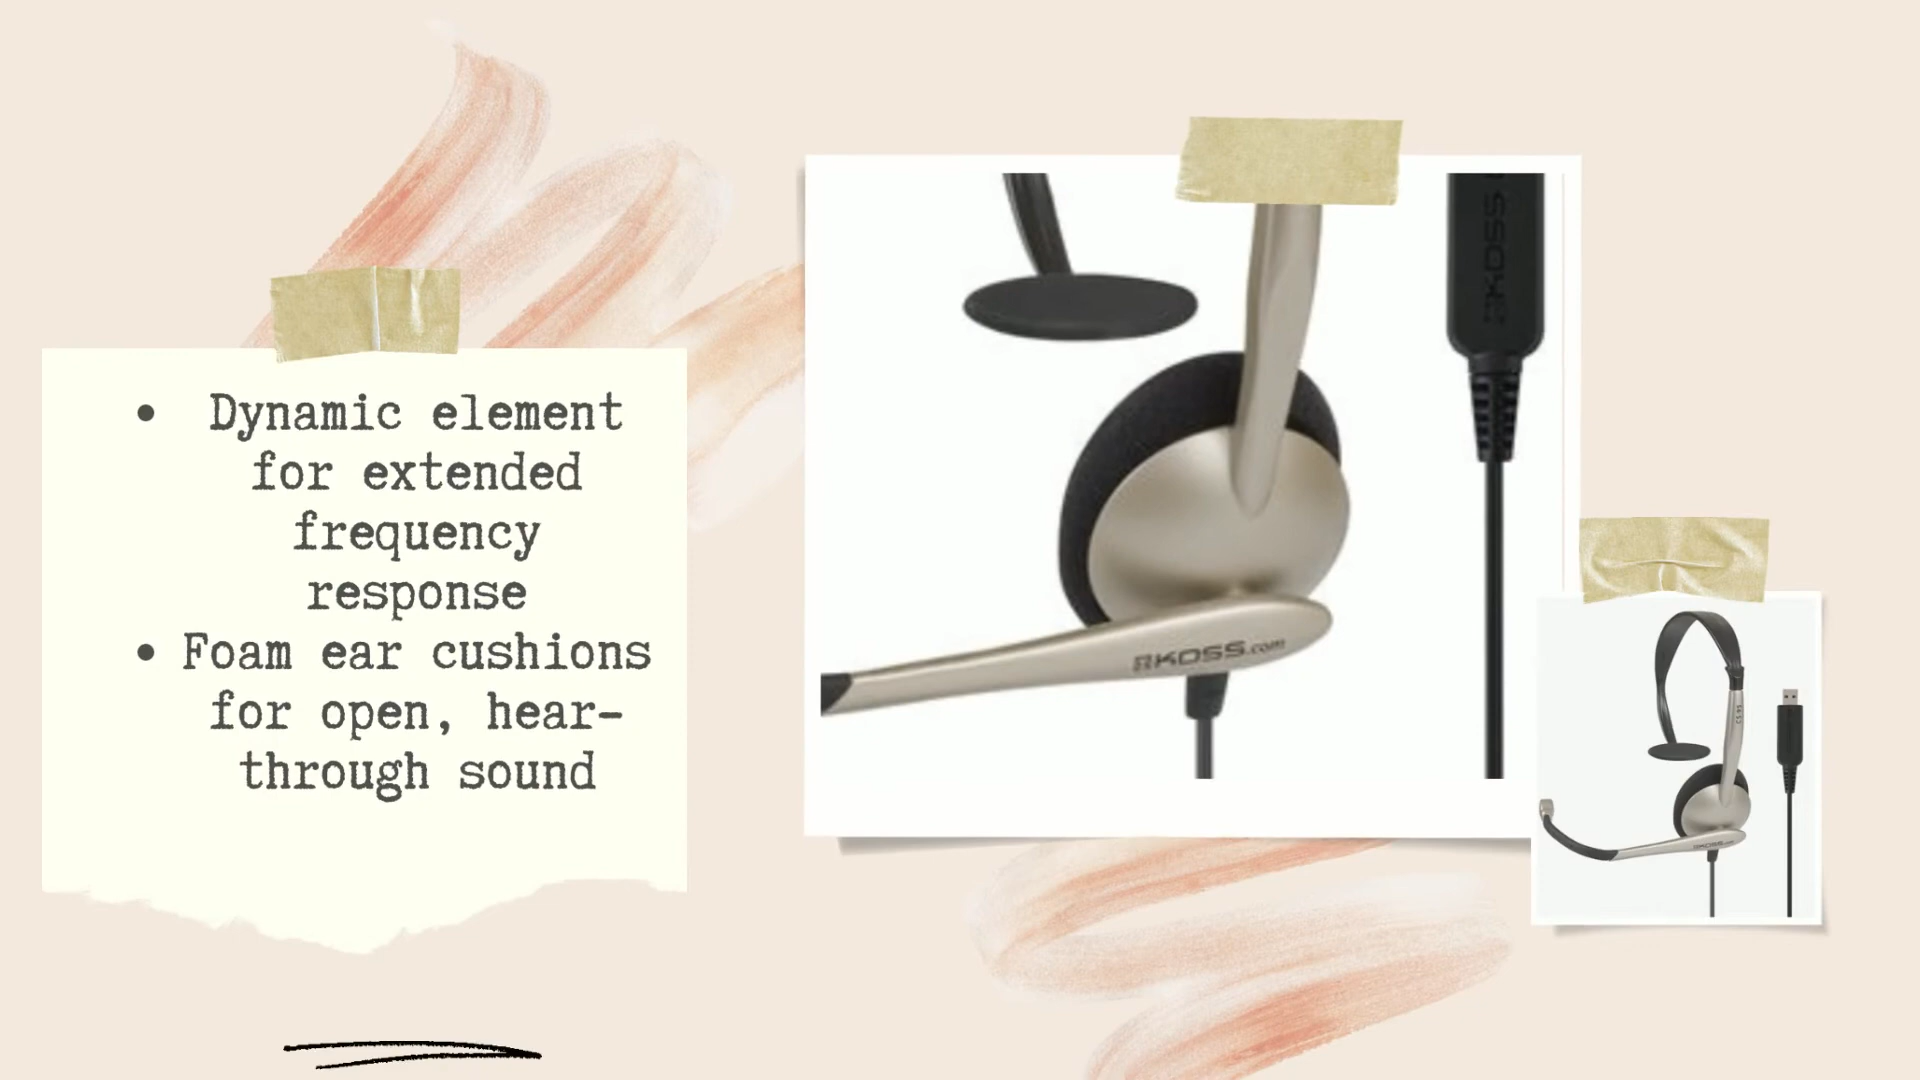 • Dynamic element
for extended
frequency
response
• Foam ear cushions
for open, hear-
through sound
KOSS
KOSS.com